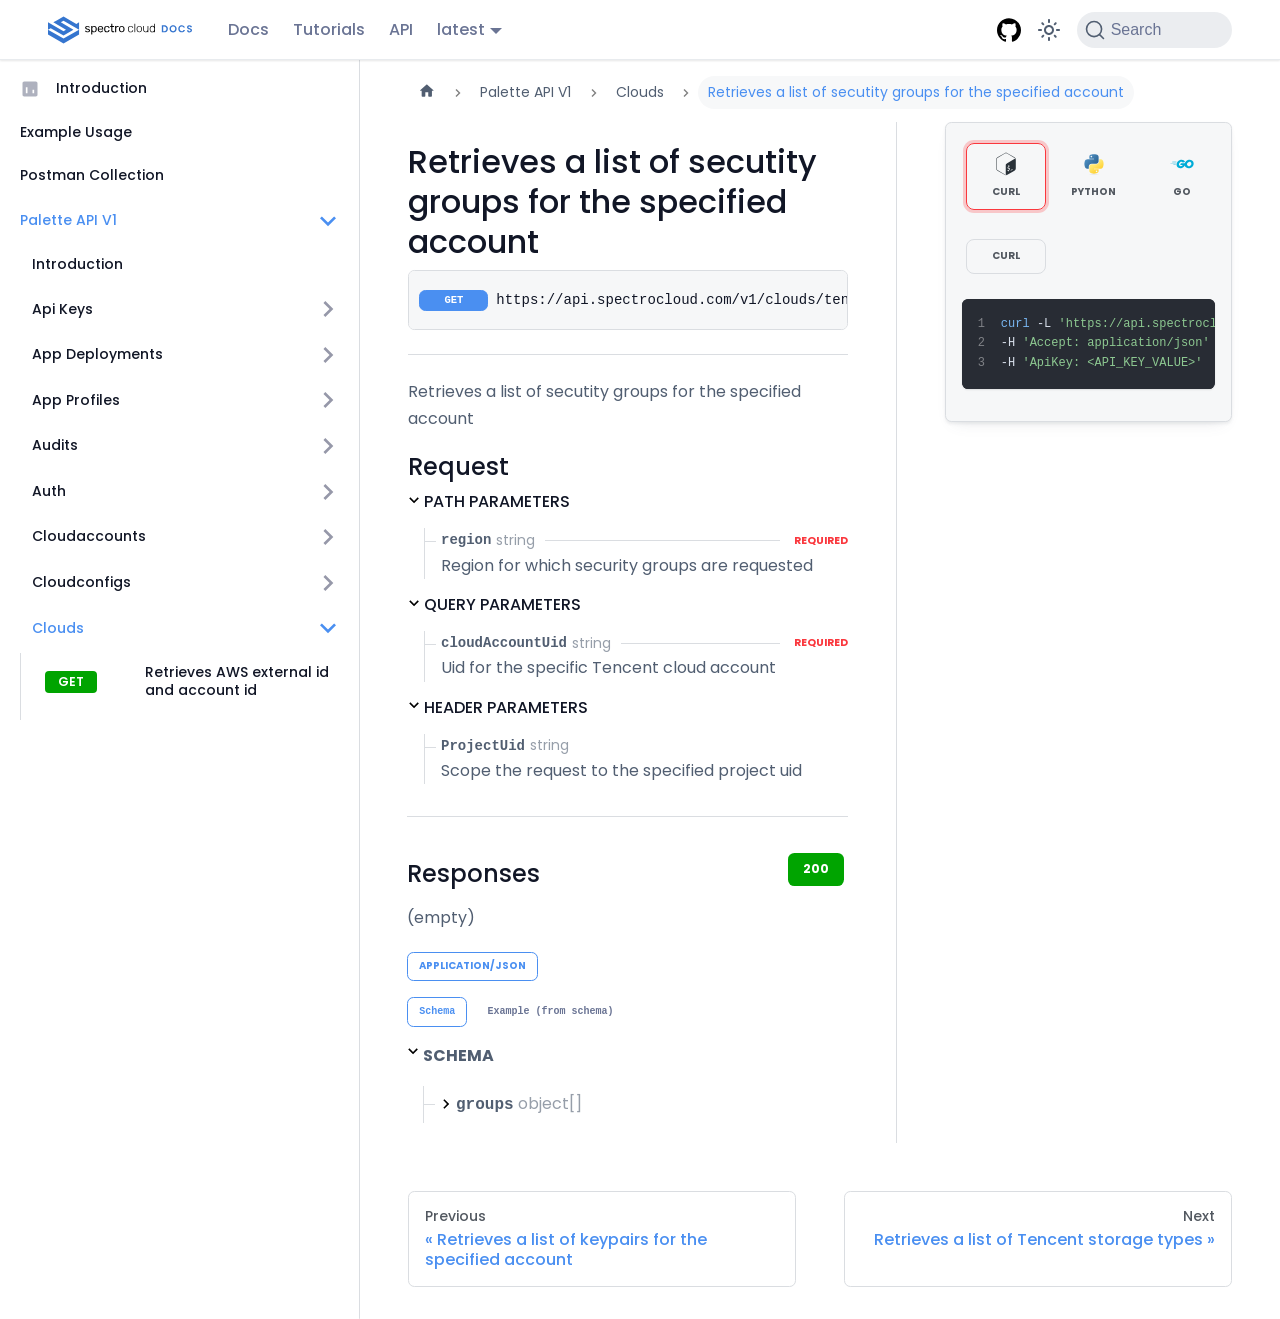 spectro cloud DOCS
Docs
Tutorials
API
latest
Search
Introduction
Example Usage
Postman Collection
Palette API V1
Introduction
Api Keys
App Deployments
App Profiles
Audits
Auth
Cloudaccounts
Cloudconfigs
Clouds
GET
Retrieves AWS external id
and account id
Palette API V1
Clouds
Retrieves a list of secutity groups for the specified account
Retrieves a list of secutity
groups for the specified
account
GET https://api.spectrocloud.com/v1/clouds/ten
Retrieves a list of secutity groups for the specified
account
Request
PATH PARAMETERS
region string REQUIRED
Region for which security groups are requested
QUERY PARAMETERS
cloudAccountUid string REQUIRED
Uid for the specific Tencent cloud account
HEADER PARAMETERS
ProjectUid string
Scope the request to the specified project uid
Responses
200
(empty)
APPLICATION/JSON
Schema
Example (from schema)
SCHEMA
groups object[]
CURL
PYTHON
GO
GO
CURL
1 curl -L 'https://api.spectrocl
2 -H 'Accept: application/json'
3 -H 'ApiKey: <API_KEY_VALUE>'
Previous
« Retrieves a list of keypairs for the
specified account
Next
Retrieves a list of Tencent storage types »